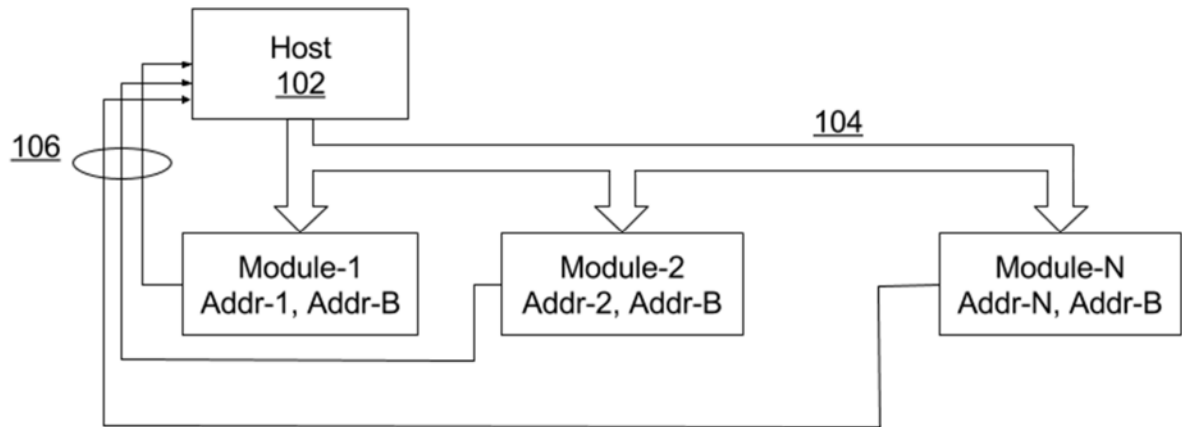 Host
102
104
106
Module-1
Addr-1, Addr-B
Module-2
Addr-2, Addr-B
Module-N
Addr-N, Addr-B